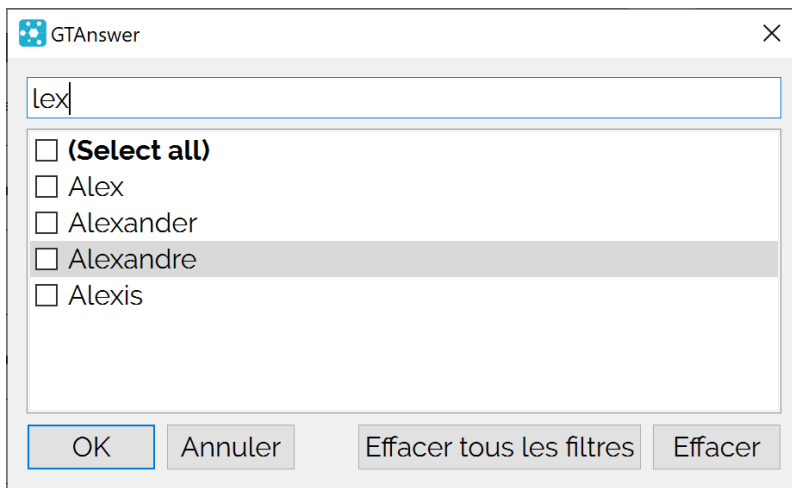 GTAnswer
lex
(Select all)
Alex
Alexander
Alexandre
Alexis
OK Annuler Effacer tous les filtres Effacer